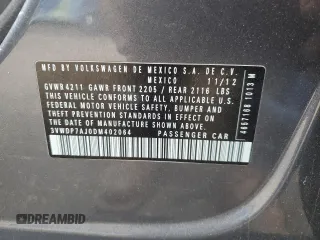 MFD BY VOLKSWAGEN DE MEXICO S.A. DE C.V.
MEXICO 11/12
GVWR 4211 GAWR FRONT 2205 / REAR 2116 LBS
THIS VEHICLE CONFORMS TO ALL APPLICABLE
FEDERAL MOTOR VEHICLE SAFETY, BUMPER AND
THEFT PREVENTION STANDARDS IN EFFECT ON
THE DATE OF MANUFACTURE SHOWN ABOVE.
3VWDP7AJ0DM402964
PASSENGER CAR
1013 M
DREAMBID